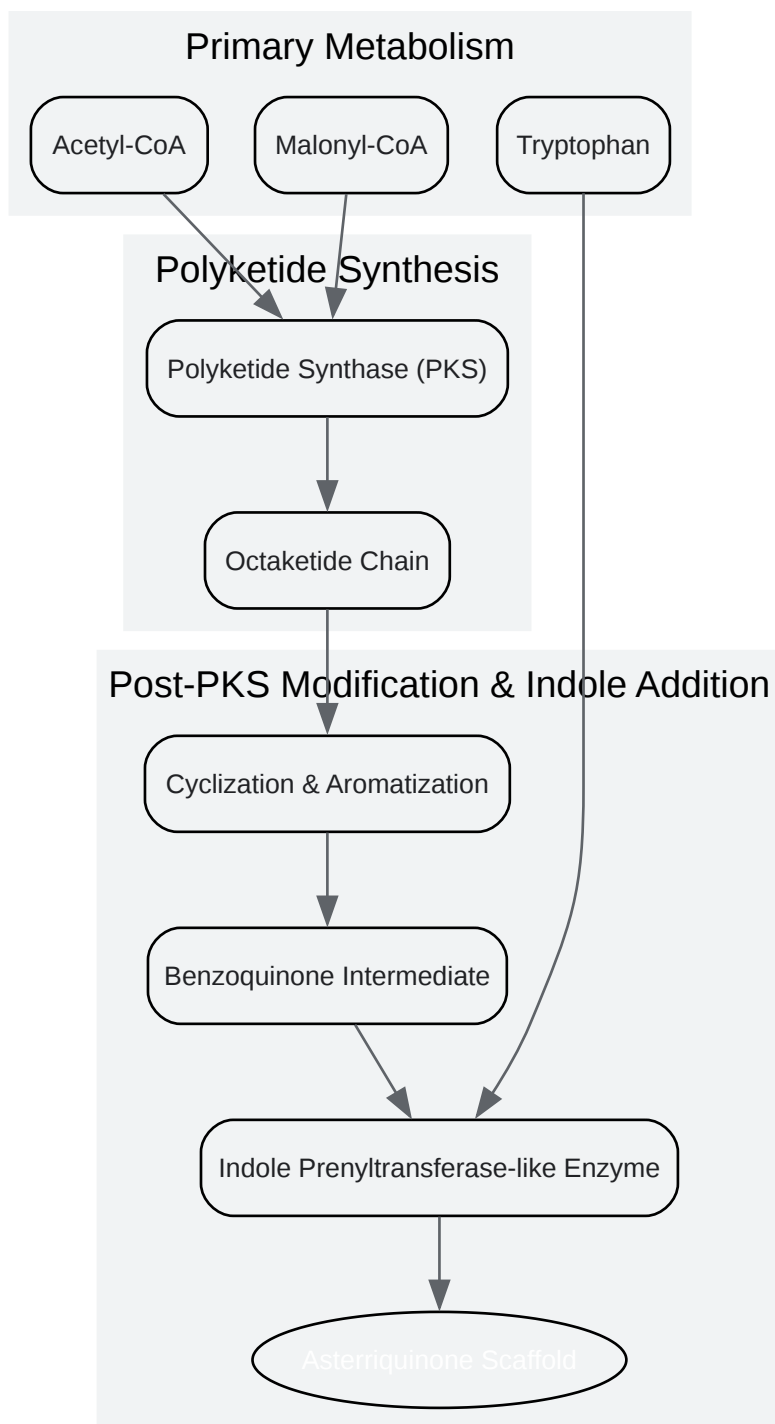 Primary Metabolism
Acetyl-CoA
Malonyl-CoA
Tryptophan
Polyketide Synthesis
Polyketide Synthase (PKS)
Octaketide Chain
Post-PKS Modification & Indole Addition
Cyclization & Aromatization
Benzoquinone Intermediate
Indole Prenyltransferase-like Enzyme
Asterriquinone Scaffold